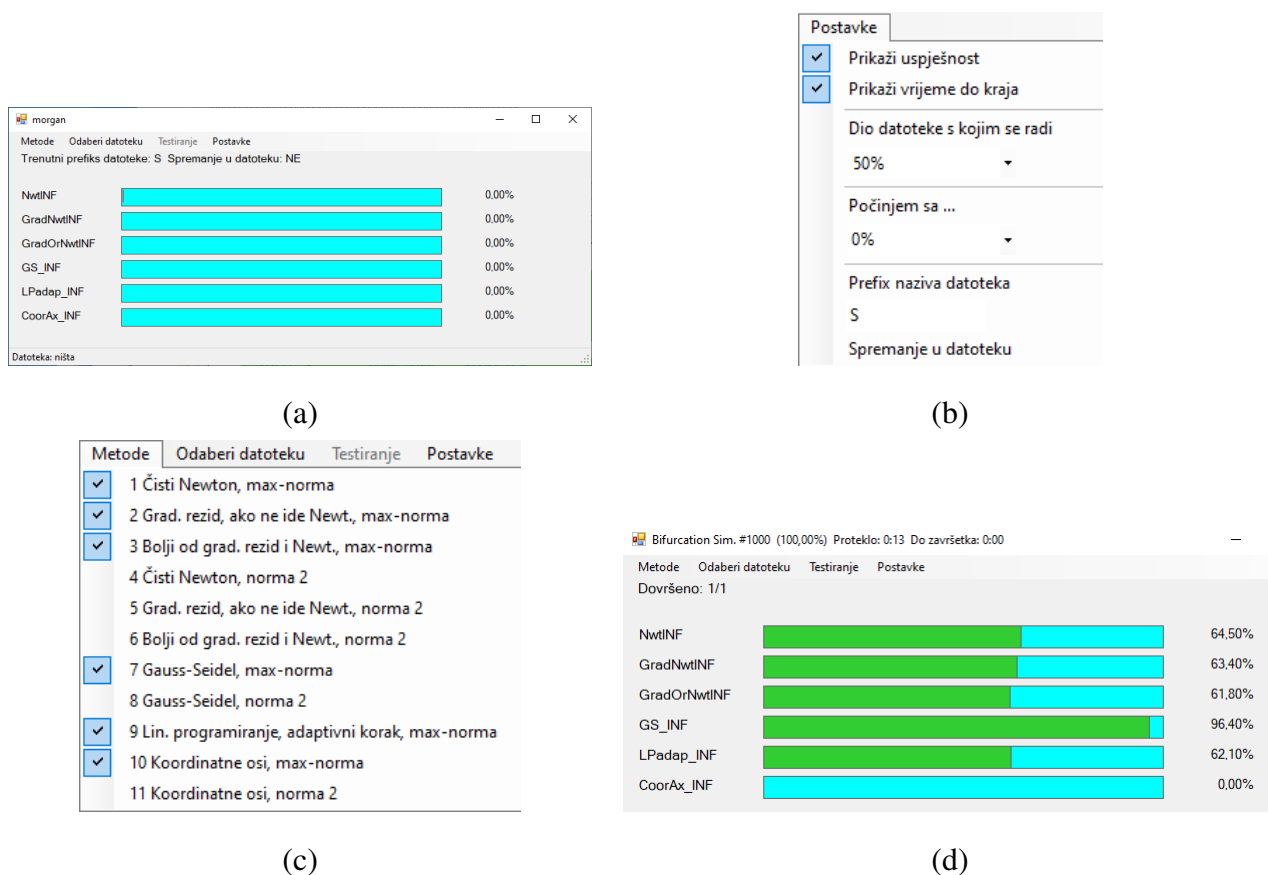 morgan
Metode Odaberi datoteku Testiranje Postavke
Trenutni prefiks datoteke: S Spremanje u datoteku: NE
NwtINF 0,00%
GradNwtINF 0,00%
GradOrNwtINF 0,00%
GS_INF 0,00%
LPadap_INF 0,00%
CoorAx_INF 0,00%
Datoteka: ništa
(a)
Postavke
Prikaži uspješnost
Prikaži vrijeme do kraja
Dio datoteke s kojim se radi
50%
Počinjem sa ...
0%
Prefix naziva datoteka
S
Spremanje u datoteku
(b)
Metode Odaberi datoteku Testiranje Postavke
1 Čisti Newton, max-norma
2 Grad. rezid, ako ne ide Newt., max-norma
3 Bolji od grad. rezid i Newt., max-norma
4 Čisti Newton, norma 2
5 Grad. rezid, ako ne ide Newt., norma 2
6 Bolji od grad. rezid i Newt., norma 2
7 Gauss-Seidel, max-norma
8 Gauss-Seidel, norma 2
9 Lin. programiranje, adaptivni korak, max-norma
10 Koordinatne osi, max-norma
11 Koordinatne osi, norma 2
(c)
Bifurcation Sim. #1000 (100,00%) Proteklo: 0:13 Do završetka: 0:00
Metode Odaberi datoteku Testiranje Postavke
Dovršeno: 1/1
NwtINF 64,50%
GradNwtINF 63,40%
GradOrNwtINF 61,80%
GS_INF 96,40%
LPadap_INF 62,10%
CoorAx_INF 0,00%
(d)